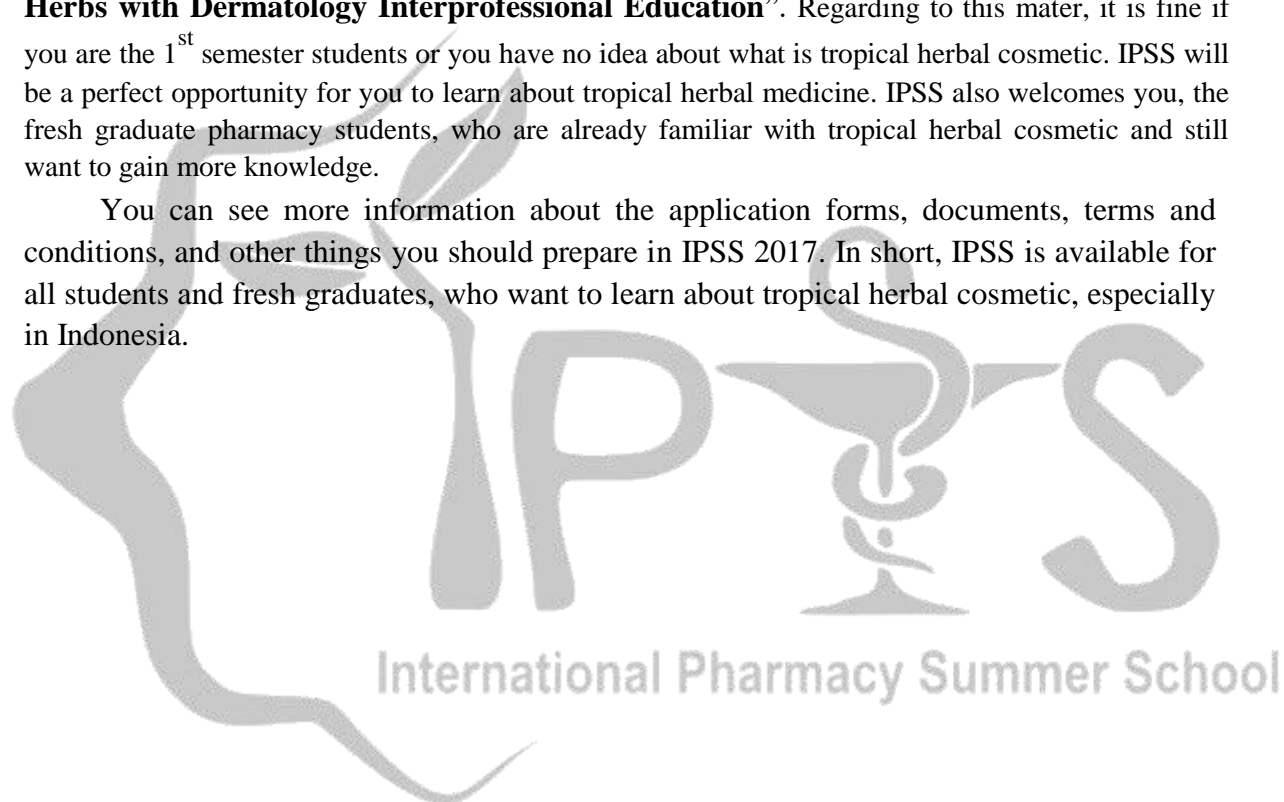 Herbs with Dermatology Interprofessional Education”. Regarding to this mater, it is fine if
you are the 1st semester students or you have no idea about what is tropical herbal cosmetic. IPSS will
be a perfect opportunity for you to learn about tropical herbal medicine. IPSS also welcomes you, the
fresh graduate pharmacy students, who are already familiar with tropical herbal cosmetic and still
want to gain more knowledge.
You can see more information about the application forms, documents, terms and
conditions, and other things you should prepare in IPSS 2017. In short, IPSS is available for
all students and fresh graduates, who want to learn about tropical herbal cosmetic, especially
in Indonesia.
IPSS
International Pharmacy Summer School